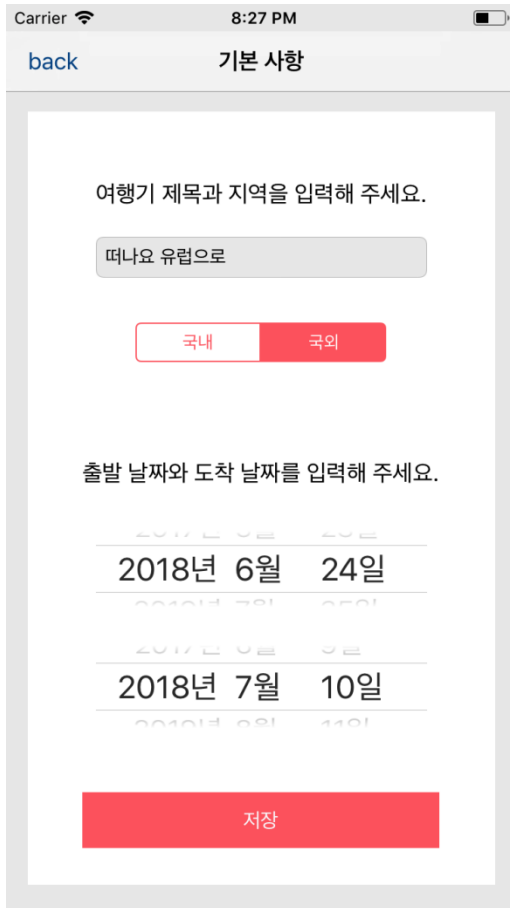 Carrier 8:27 PM
back 기본 사항
여행기 제목과 지역을 입력해 주세요.
떠나요 유럽으로
국내 국외
출발 날짜와 도착 날짜를 입력해 주세요.
2018년 6월 24일
2018년 7월 10일
저장